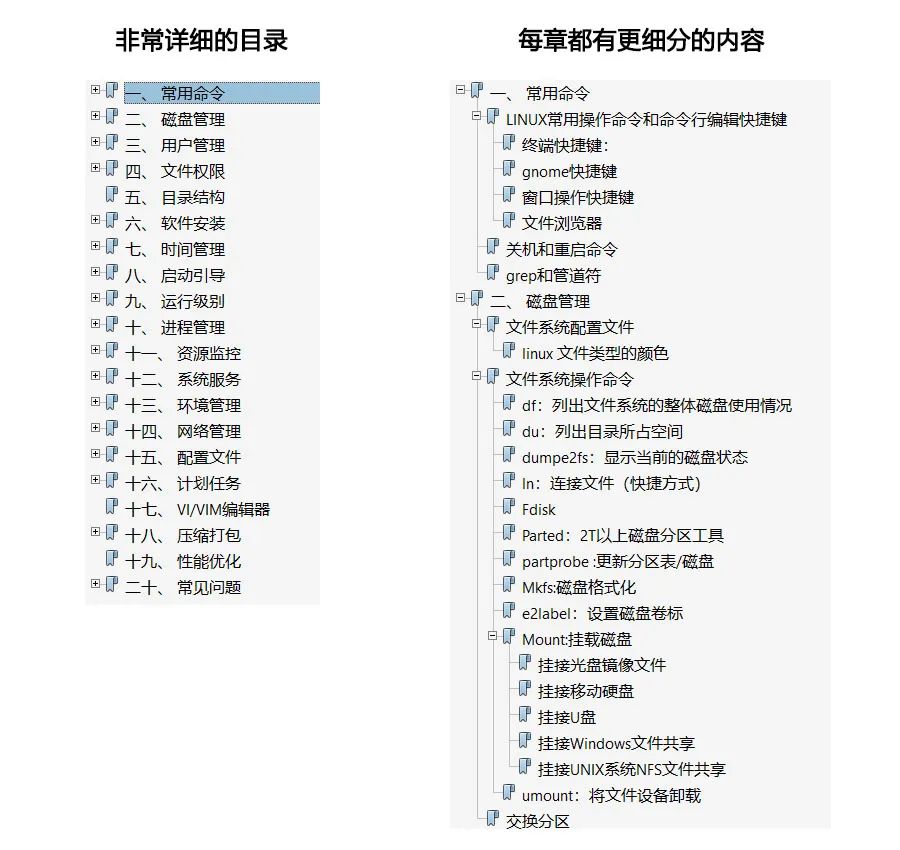 非常详细的目录
一、 常用命令
二、 磁盘管理
三、 用户管理
四、 文件权限
五、 目录结构
六、 软件安装
七、 时间管理
八、 启动引导
九、 运行级别
十、 进程管理
十一、 资源监控
十二、 系统服务
十三、 环境管理
十四、 网络管理
十五、 配置文件
十六、 计划任务
十七、 VI/VIM编辑器
十八、 压缩打包
十九、 性能优化
二十、 常见问题
每章都有更细分的内容
一、 常用命令
LINUX常用操作命令和命令行编辑快捷键
终端快捷键：
gnome快捷键
窗口操作快捷键
文件浏览器
关机和重启命令
grep和管道符
二、 磁盘管理
文件系统配置文件
linux 文件类型的颜色
文件系统操作命令
df：列出文件系统的整体磁盘使用情况
du：列出目录所占空间
dumpe2fs：显示当前的磁盘状态
ln：连接文件（快捷方式）
Fdisk
Parted：2T以上磁盘分区工具
partprobe :更新分区表/磁盘
Mkfs:磁盘格式化
e2label：设置磁盘卷标
Mount:挂载磁盘
挂接光盘镜像文件
挂接移动硬盘
挂接U盘
挂接Windows文件共享
挂接UNIX系统NFS文件共享
umount：将文件设备卸载
交换分区